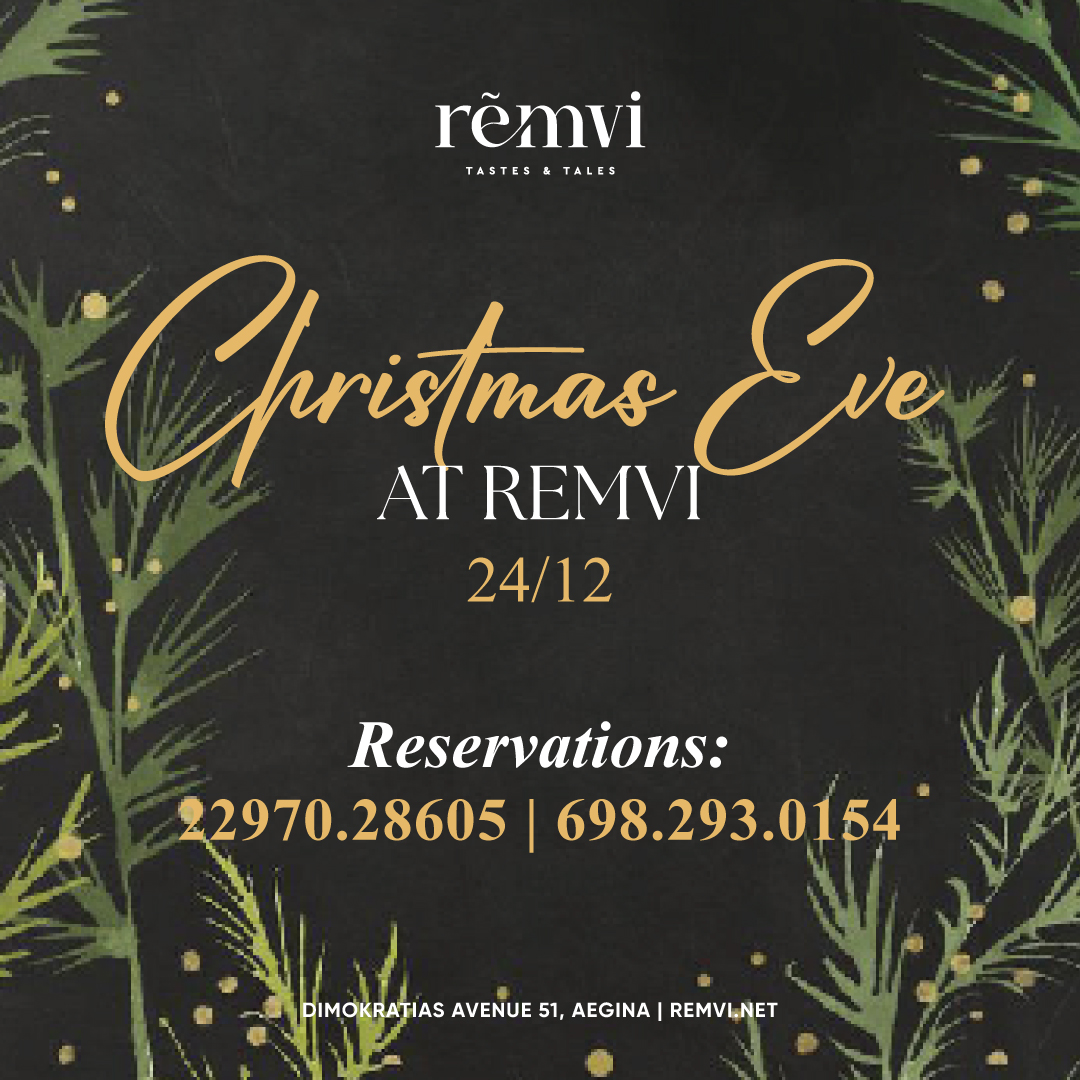 rẽmvi
TASTES & TALES
Christmas Eve
AT REMVI
24/12
Reservations:
22970.28605 | 698.293.0154
DIMOKRATIAS AVENUE 51, AEGINA | REMVI.NET